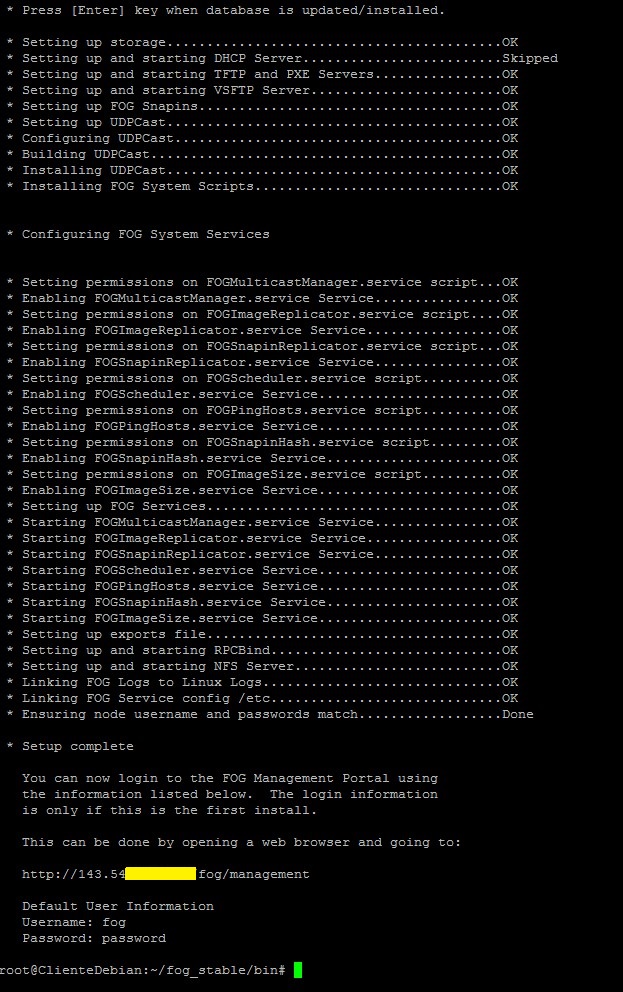 * Press [Enter] key when database is updated/installed.
* Setting up storage..........................................OK
* Setting up and starting DHCP Server.........................Skipped
* Setting up and starting TFTP and PXE Servers................OK
* Setting up and starting VSFTP Server........................OK
* Setting up FOG Snapins......................................OK
* Setting up UDPCast..........................................OK
* Configuring UDPCast.........................................OK
* Building UDPCast............................................OK
* Installing UDPCast..........................................OK
* Installing FOG System Scripts...............................OK
* Configuring FOG System Services
* Setting permissions on FOGMulticastManager.service script...OK
* Enabling FOGMulticastManager.service Service................OK
* Setting permissions on FOGImageReplicator.service script....OK
* Enabling FOGImageReplicator.service Service.................OK
* Setting permissions on FOGSnapinReplicator.service script...OK
* Enabling FOGSnapinReplicator.service Service................OK
* Setting permissions on FOGScheduler.service script..........OK
* Enabling FOGScheduler.service Service.......................OK
* Setting permissions on FOGPingHosts.service script..........OK
* Enabling FOGPingHosts.service Service.......................OK
* Setting permissions on FOGSnapinHash.service script.........OK
* Enabling FOGSnapinHash.service Service......................OK
* Setting permissions on FOGImageSize.service script..........OK
* Enabling FOGImageSize.service Service.......................OK
* Setting up FOG Services.....................................OK
* Starting FOGMulticastManager.service Service................OK
* Starting FOGImageReplicator.service Service.................OK
* Starting FOGSnapinReplicator.service Service................OK
* Starting FOGScheduler.service Service.......................OK
* Starting FOGPingHosts.service Service.......................OK
* Starting FOGSnapinHash.service Service......................OK
* Starting FOGImageSize.service Service.......................OK
* Setting up exports file.....................................OK
* Setting up and starting RPCBind.............................OK
* Setting up and starting NFS Server..........................OK
* Linking FOG Logs to Linux Logs..............................OK
* Linking FOG Service config /etc.............................OK
* Ensuring node username and passwords match..................Done
* Setup complete
You can now login to the FOG Management Portal using
the information listed below.  The login information
is only if this is the first install.
This can be done by opening a web browser and going to:
http://143.54 fog/management
Default User Information
Username: fog
Password: password
root@ClienteDebian:~/fog_stable/bin#